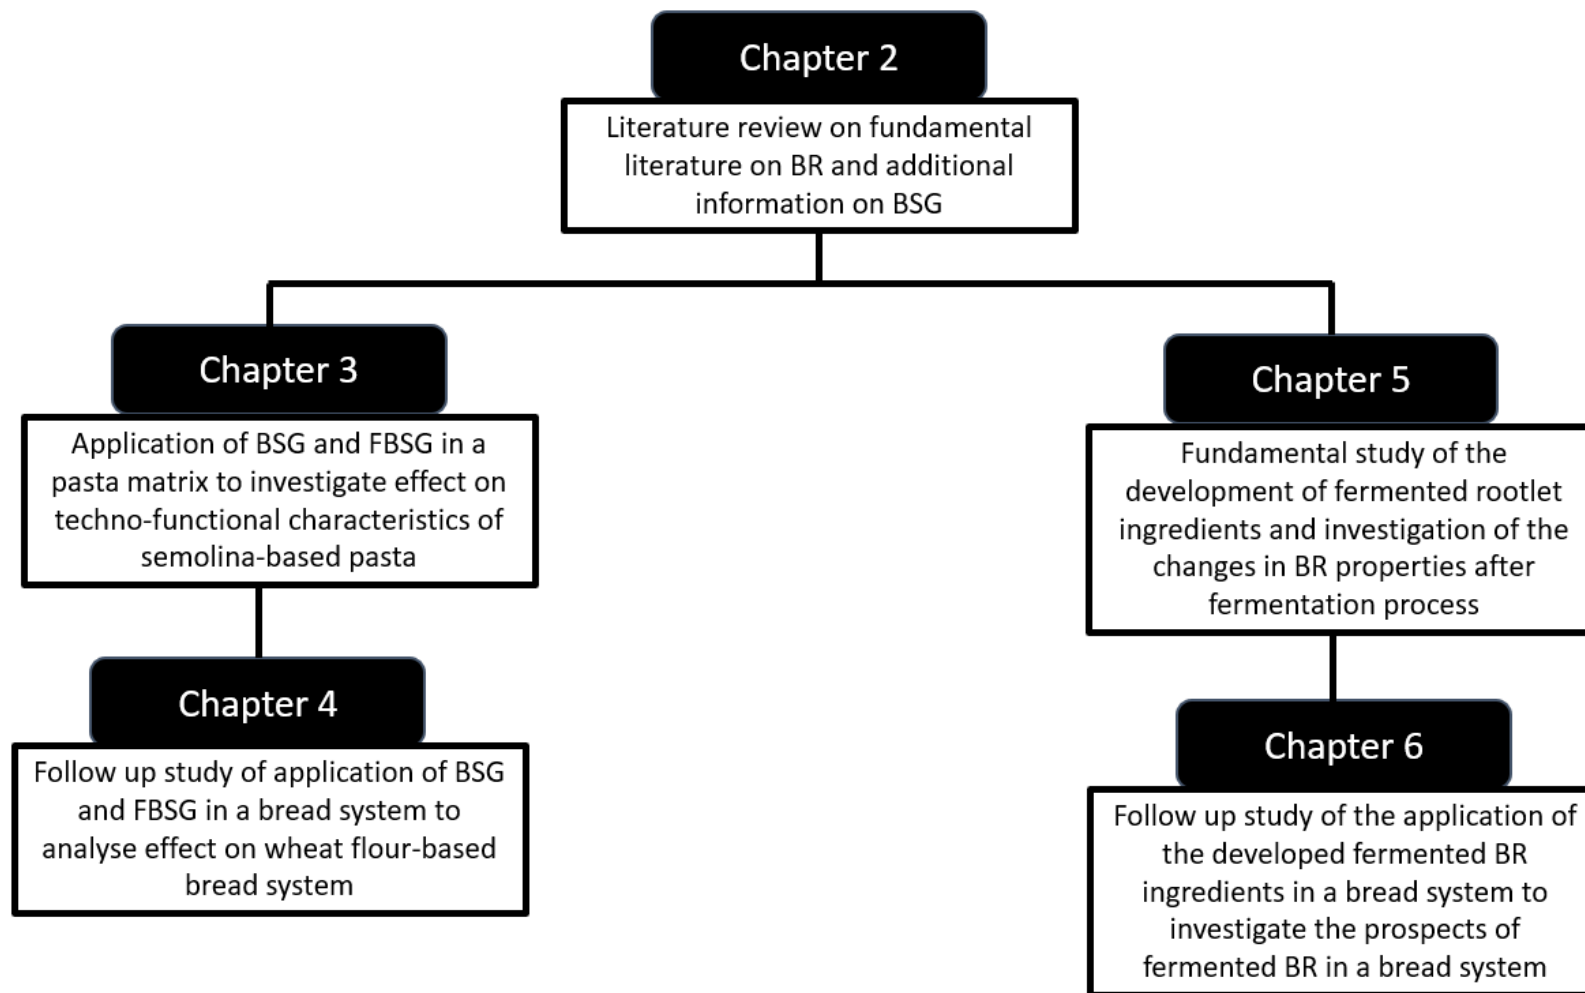 Chapter 2
Literature review on fundamental
literature on BR and additional
information on BSG
Chapter 3
Application of BSG and FBSG in a
pasta matrix to investigate effect on
techno-functional characteristics of
semolina-based pasta
Chapter 4
Follow up study of application of BSG
and FBSG in a bread system to
analyse effect on wheat flour-based
bread system
Chapter 5
Fundamental study of the
development of fermented rootlet
ingredients and investigation of the
changes in BR properties after
fermentation process
Chapter 6
Follow up study of the application of
the developed fermented BR
ingredients in a bread system to
investigate the prospects of
fermented BR in a bread system